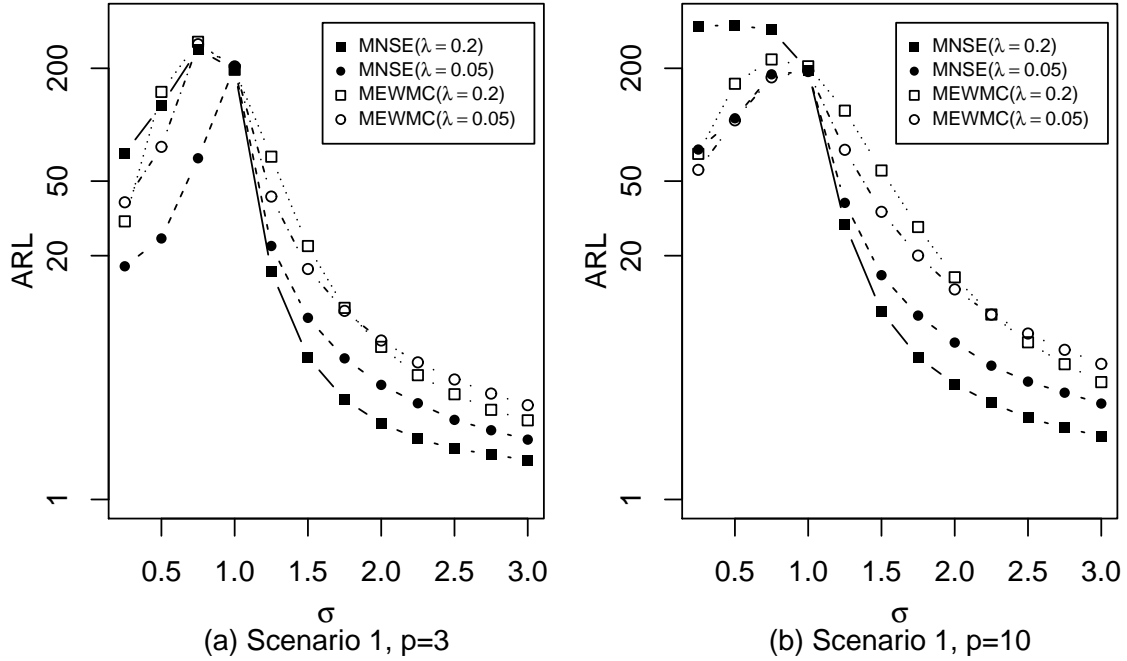 ARL
200
50
20
1
MNSE(λ = 0.2)
MNSE(λ = 0.05)
MEWMC(λ = 0.2)
MEWMC(λ = 0.05)
0.5 1.0 1.5 2.0 2.5 3.0
σ
(a) Scenario 1, p=3
ARL
200
50
20
1
MNSE(λ = 0.2)
MNSE(λ = 0.05)
MEWMC(λ = 0.2)
MEWMC(λ = 0.05)
0.5 1.0 1.5 2.0 2.5 3.0
σ
(b) Scenario 1, p=10